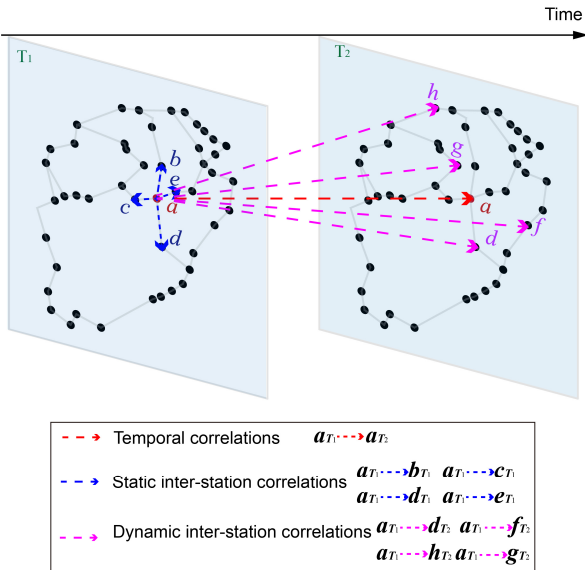 Time
T1
T2
h
b
g
e
c
a
a
d
d
f
Temporal correlations aT1 aT2
Static inter-station correlations aT1 bT1 aT1 cT1
aT1 dT1 aT1 eT1
Dynamic inter-station correlations aT1 dT2 aT1 fT2
aT1 hT2 aT1 gT2